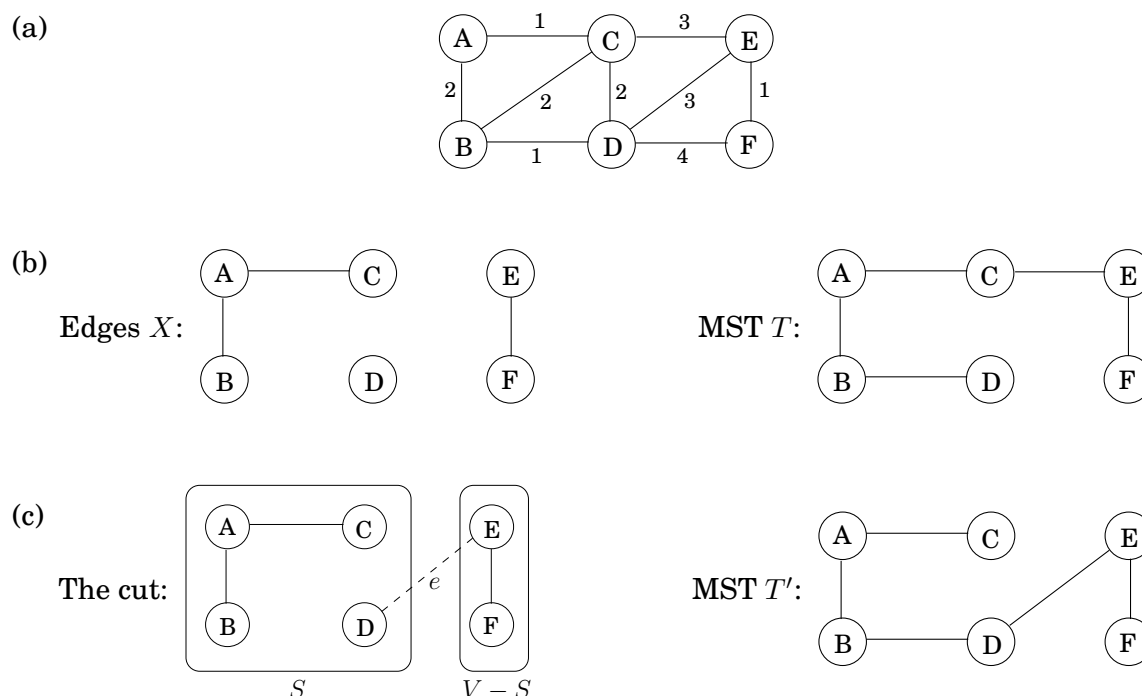 (a)
A 1 C 3 E
2 2 2 3 1
B 1 D 4 F
(b)
A C E A C E
Edges X: MST T:
B D F B D F
(c)
A C E A C E
The cut: e MST T′:
B D F B D F
S V − S